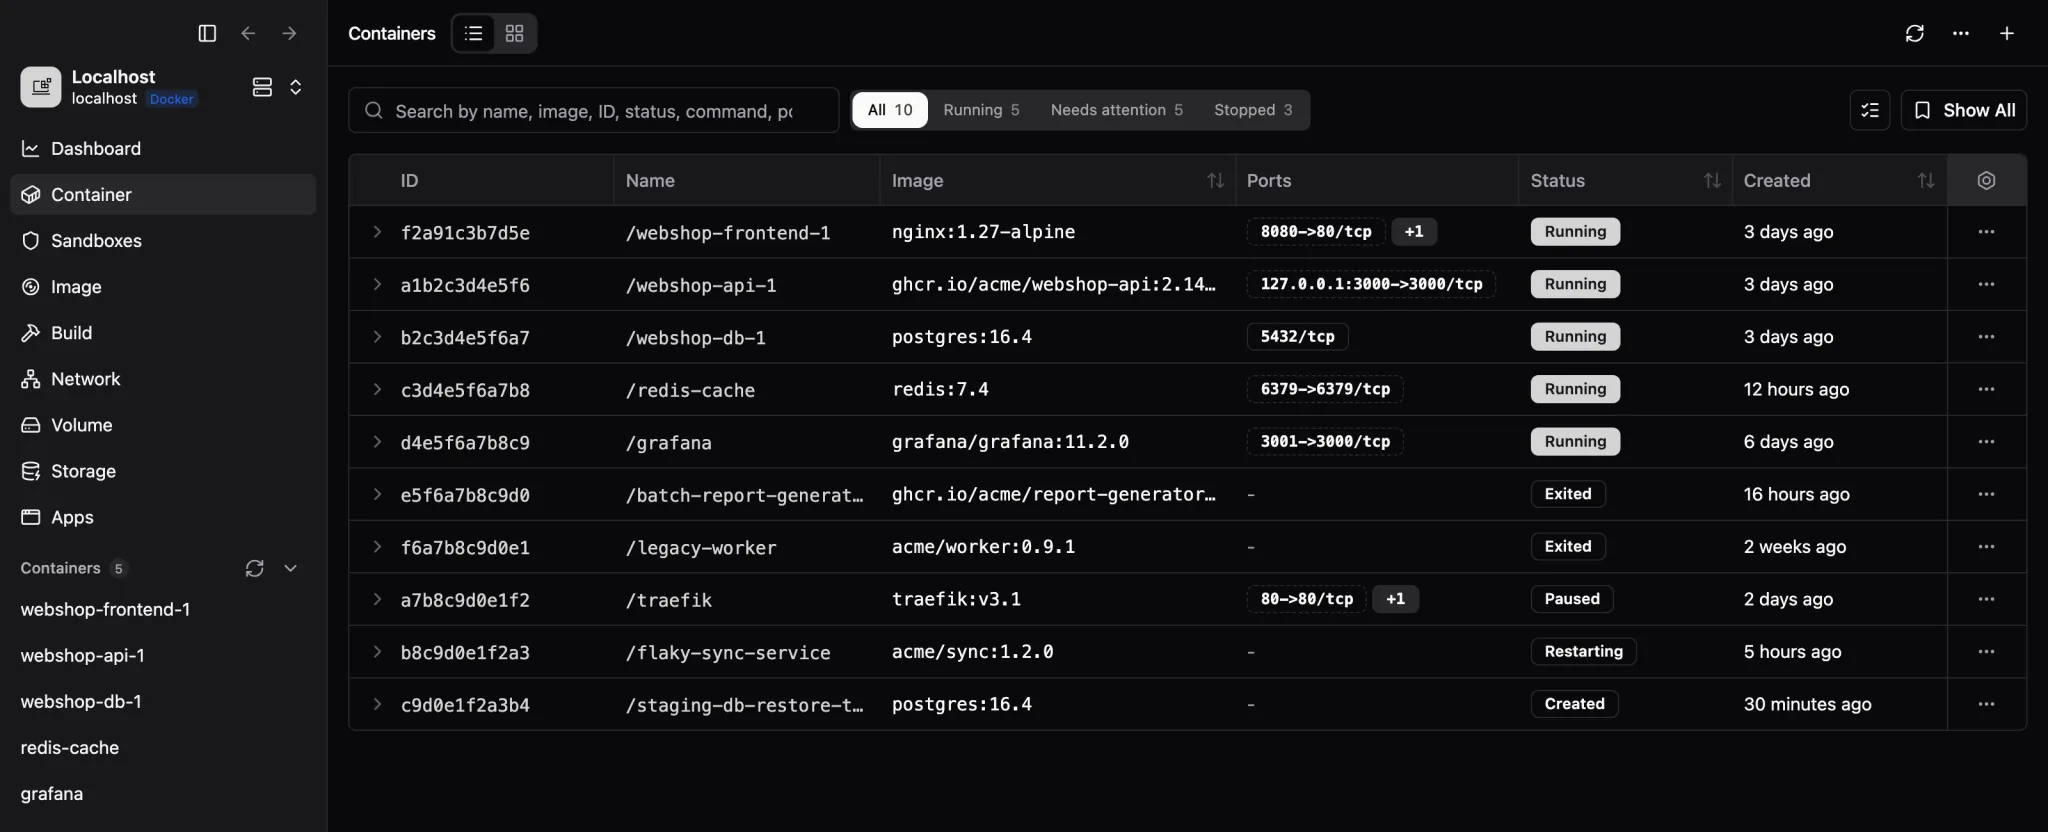 Localhost
localhost Docker
Dashboard
Container
Sandboxes
Image
Build
Network
Volume
Storage
Apps
Containers 5
webshop-frontend-1
webshop-api-1
webshop-db-1
redis-cache
grafana
Containers
Search by name, image, ID, status, command, pc
All 10 Running 5 Needs attention 5 Stopped 3
Show All
ID Name Image Ports Status Created
f2a91c3b7d5e /webshop-frontend-1 nginx:1.27-alpine 8080->80/tcp +1 Running 3 days ago
a1b2c3d4e5f6 /webshop-api-1 ghcr.io/acme/webshop-api:2.14… 127.0.0.1:3000->3000/tcp Running 3 days ago
b2c3d4e5f6a7 /webshop-db-1 postgres:16.4 5432/tcp Running 3 days ago
c3d4e5f6a7b8 /redis-cache redis:7.4 6379->6379/tcp Running 12 hours ago
d4e5f6a7b8c9 /grafana grafana/grafana:11.2.0 3001->3000/tcp Running 6 days ago
e5f6a7b8c9d0 /batch-report-generat… ghcr.io/acme/report-generator… - Exited 16 hours ago
f6a7b8c9d0e1 /legacy-worker acme/worker:0.9.1 - Exited 2 weeks ago
a7b8c9d0e1f2 /traefik traefik:v3.1 80->80/tcp +1 Paused 2 days ago
b8c9d0e1f2a3 /flaky-sync-service acme/sync:1.2.0 - Restarting 5 hours ago
c9d0e1f2a3b4 /staging-db-restore-t… postgres:16.4 - Created 30 minutes ago